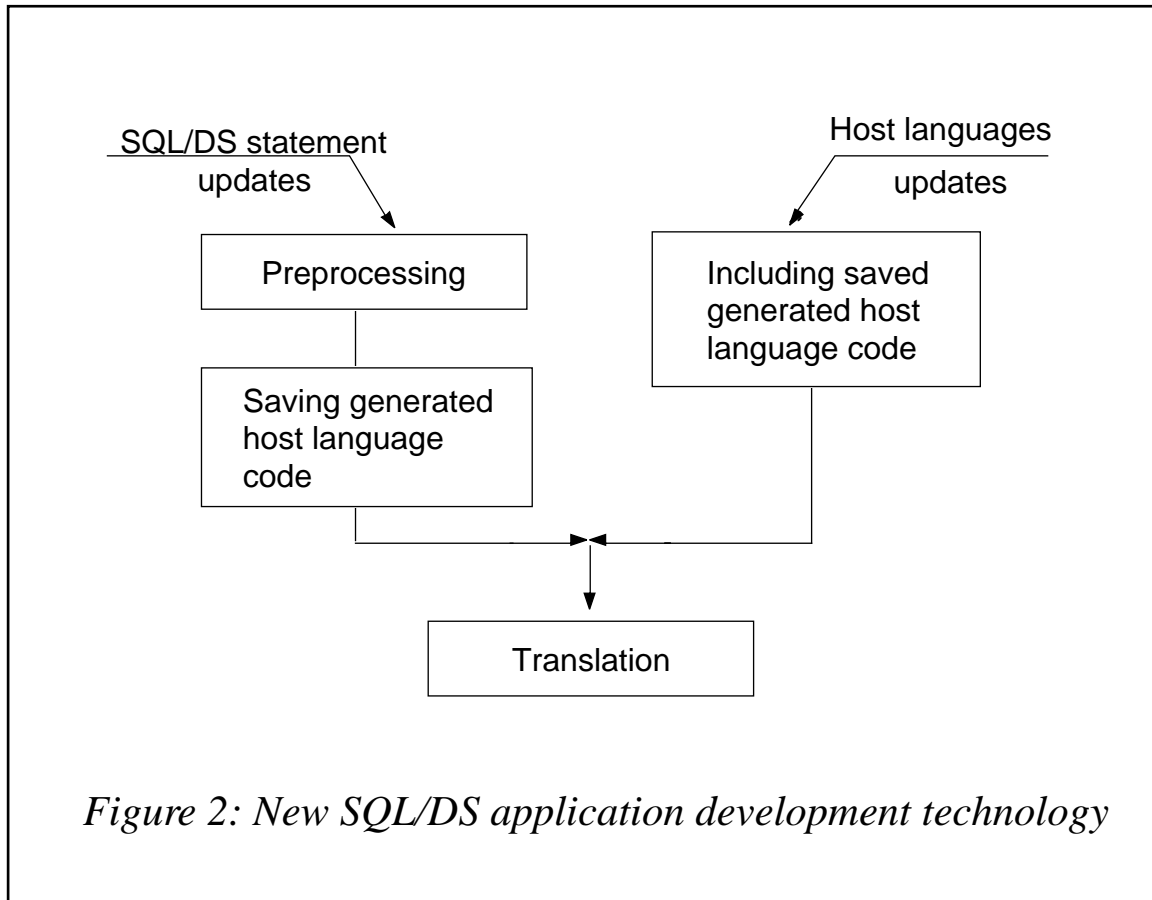 SQL/DS statement
updates
Host languages
updates
Preprocessing
Including saved
generated host
language code
Saving generated
host language
code
Translation
Figure 2: New SQL/DS application development technology